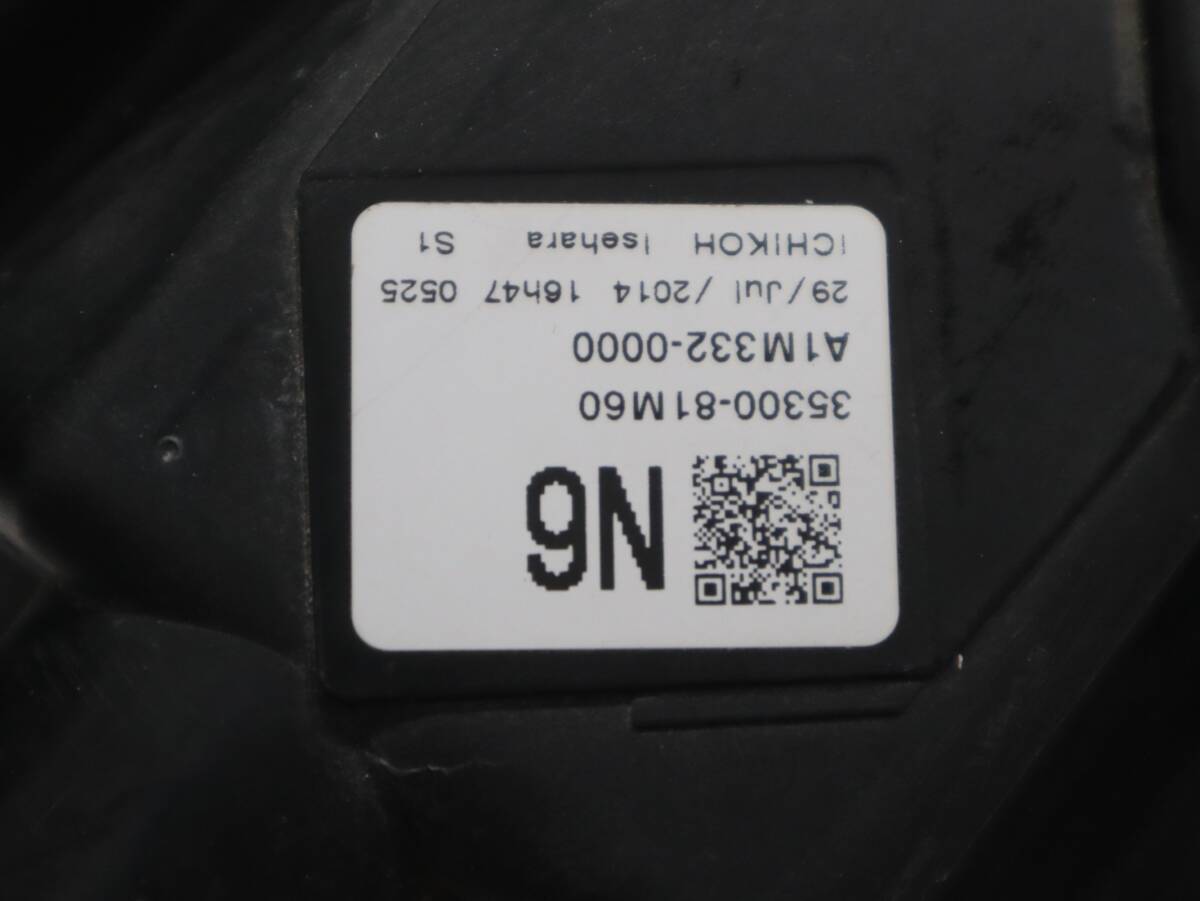 N6
35300-81M60
A1M332-0000
29/Jul /2014 16h47 0525
ICHIKOH Isehara S1